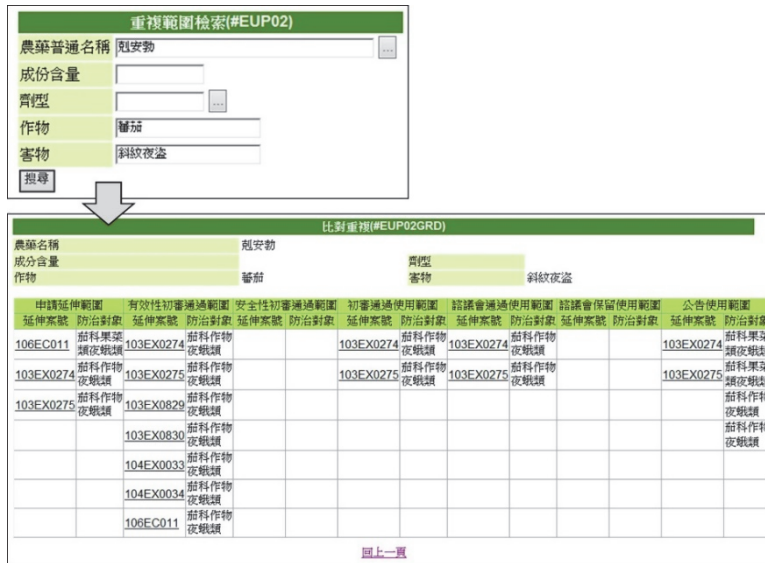 重複範圍檢索(#EUP02)
農藥普通名稱 剋安勃 ...
成份含量
劑型 ...
作物 蕃茄
害物 斜紋夜盜
搜尋
比對重複(#EUP02GRD)
農藥名稱 剋安勃
成分含量 劑型
作物 蕃茄 害物 斜紋夜盜
申請延伸範圍 有效性初審通過範圍 安全性初審通過範圍 初審通過使用範圍 諮議會通過使用範圍 諮議會保留使用範圍 公告使用範圍
延伸案號 防治對象 延伸案號 防治對象 延伸案號 防治對象 延伸案號 防治對象 延伸案號 防治對象 延伸案號 防治對象 延伸案號 防治對象
106EC011 茄科果菜類夜蛾類 103EX0274 茄科作物夜蛾類 103EX0274 茄科作物夜蛾類 103EX0274 茄科作物夜蛾類 103EX0274 茄科果菜類夜蛾類
103EX0274 茄科作物夜蛾類 103EX0275 茄科作物夜蛾類 103EX0275 茄科作物夜蛾類 103EX0275 茄科作物夜蛾類 103EX0275 茄科果菜類夜蛾類
103EX0275 茄科作物夜蛾類 103EX0829 茄科作物夜蛾類 茄科作物夜蛾類
103EX0830 茄科作物夜蛾類 茄科作物夜蛾類
104EX0033 茄科作物夜蛾類
104EX0034 茄科作物夜蛾類
106EC011 茄科作物夜蛾類
回上一頁